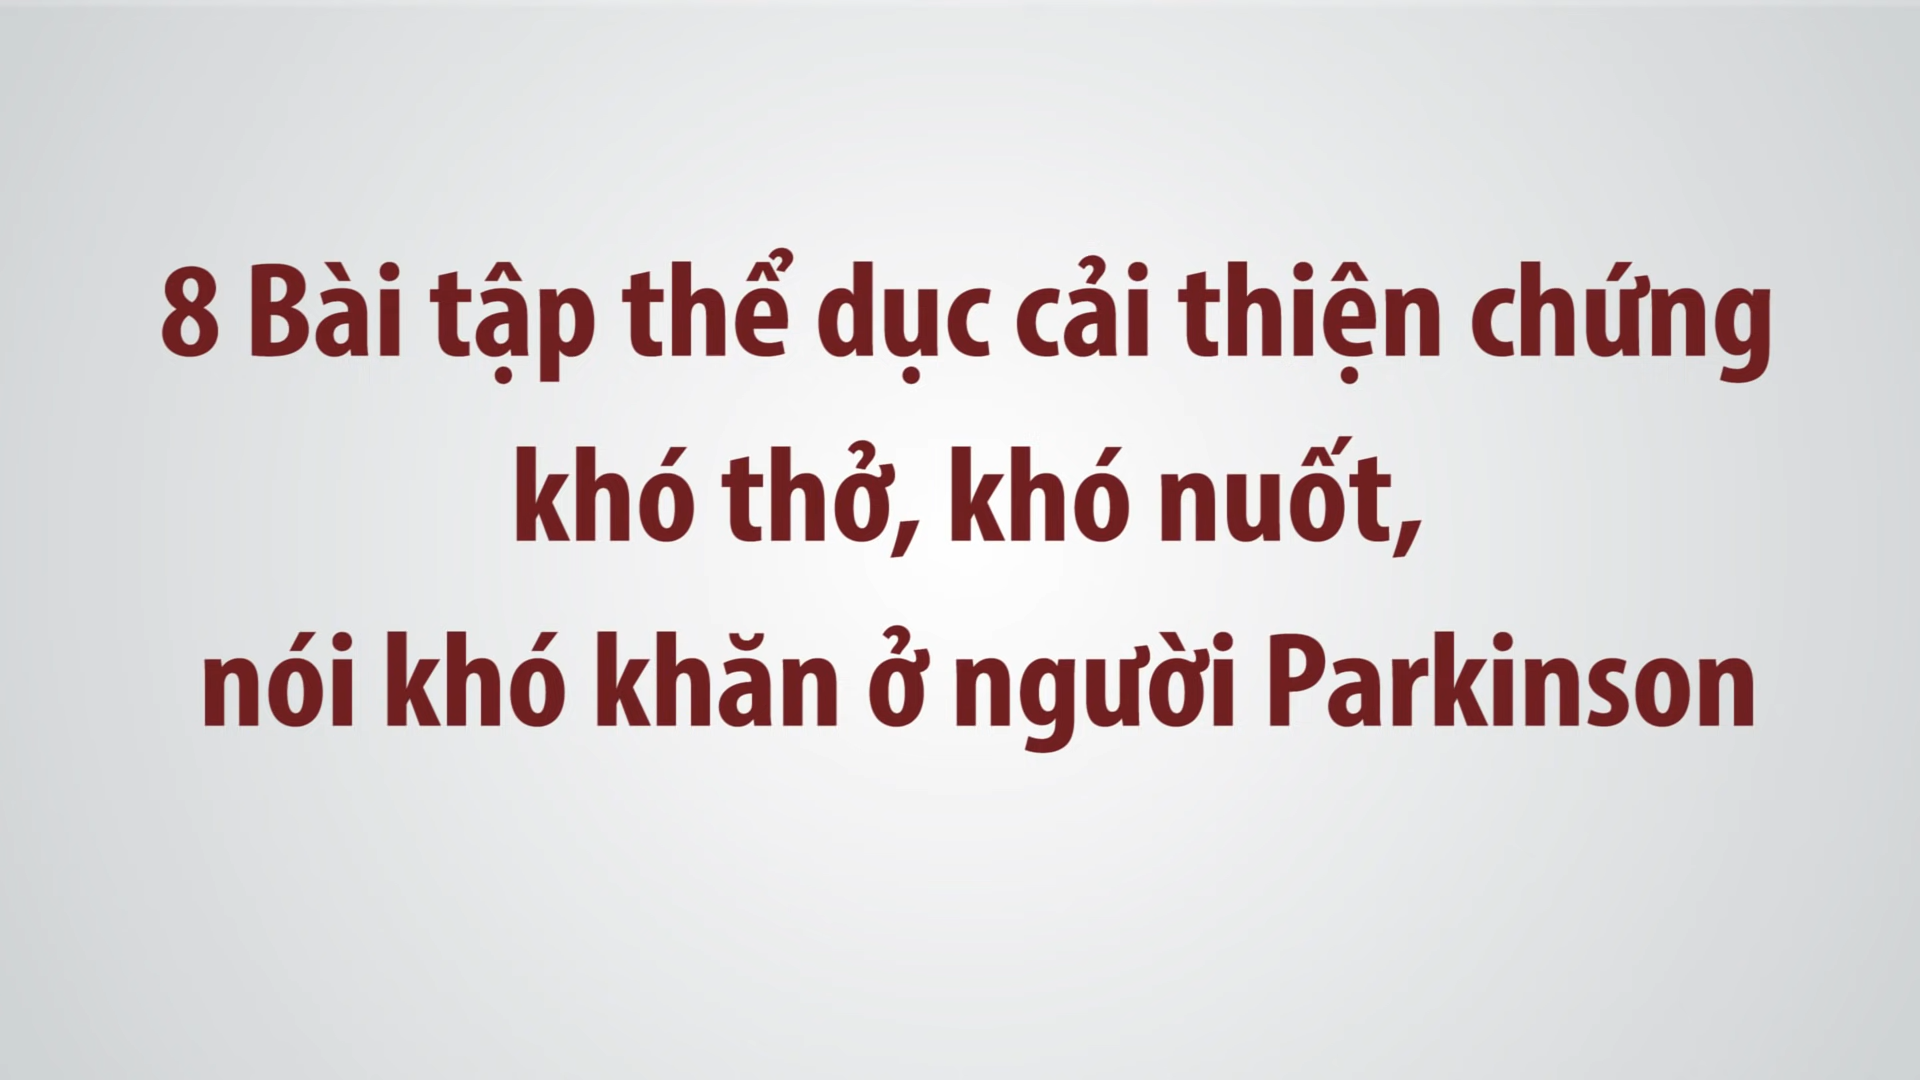 8 Bài tập thể dục cải thiện chứng
khó thở, khó nuốt,
nói khó khăn ở người Parkinson